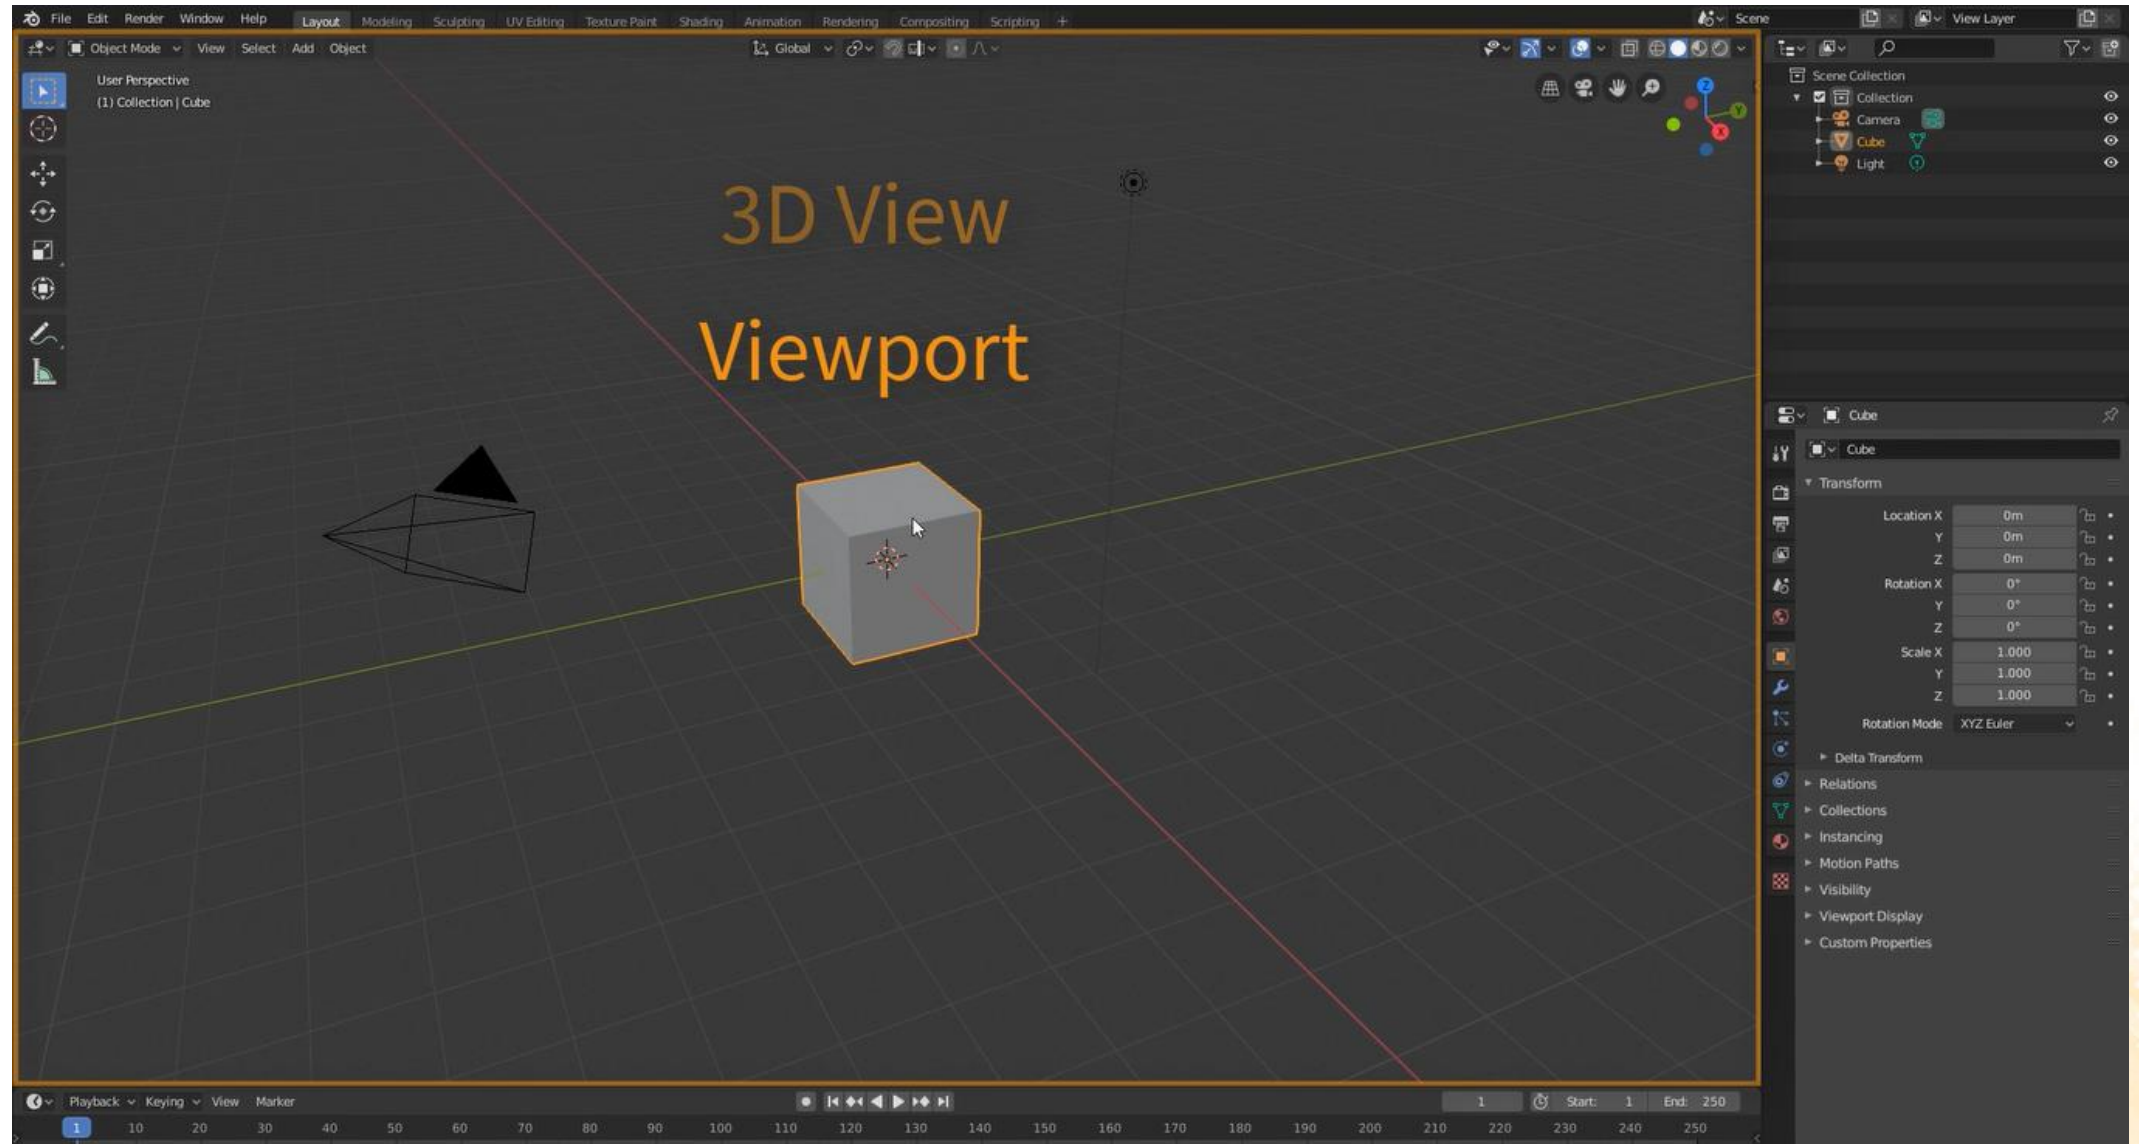 File Edit Render Window Help Layout Modeling Sculpting UV Editing Texture Paint Shading Animation Rendering Compositing Scripting + Scene View Layer
Object Mode View Select Add Object Global
User Perspective
(1) Collection | Cube
Z
Y
X
3D View
Viewport
Scene Collection
Collection
Camera
Cube
Light
Cube
Cube
Transform
Location X 0m
Y 0m
Z 0m
Rotation X 0°
Y 0°
Z 0°
Scale X 1.000
Y 1.000
Z 1.000
Rotation Mode XYZ Euler
Delta Transform
Relations
Collections
Instancing
Motion Paths
Visibility
Viewport Display
Custom Properties
Playback Keying View Marker 1 Start: 1 End: 250
1 10 20 30 40 50 60 70 80 90 100 110 120 130 140 150 160 170 180 190 200 210 220 230 240 250